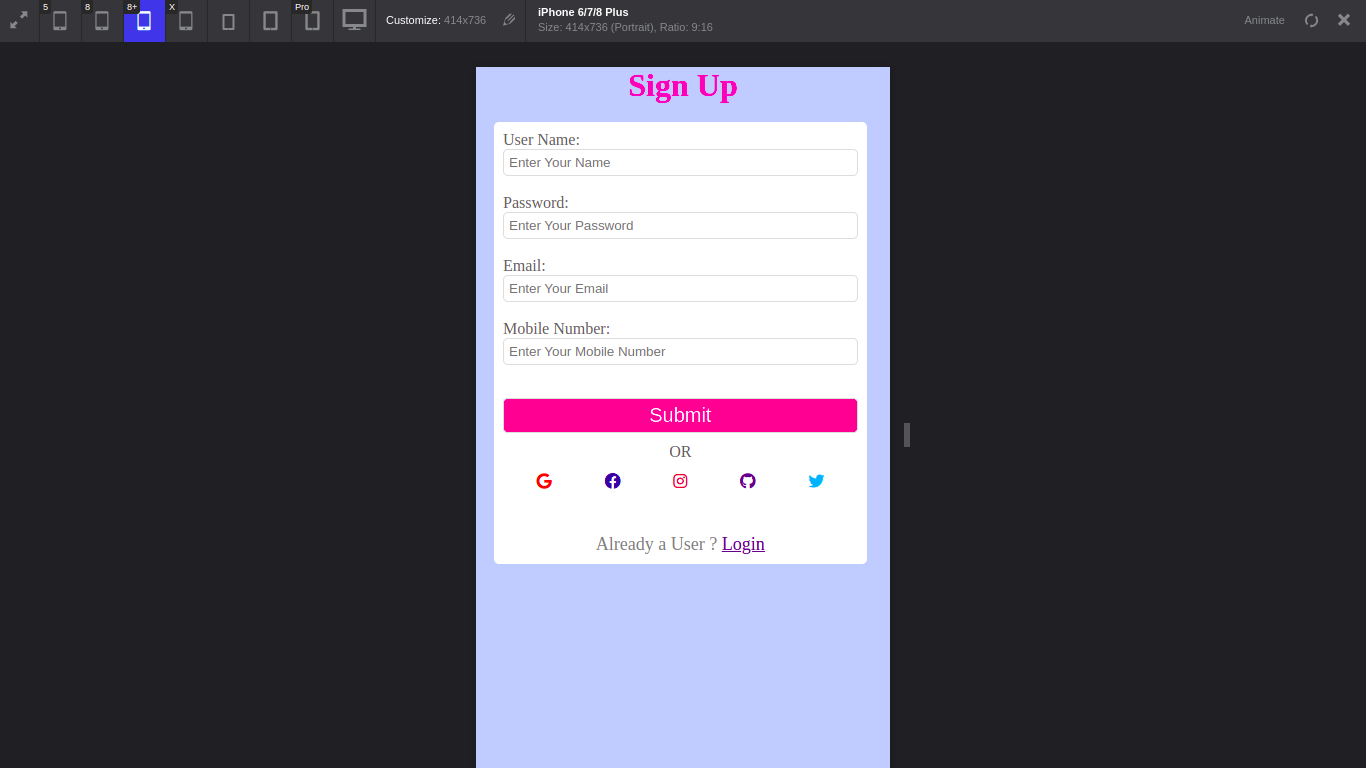 5 8 8+ X Pro
Customize: 414x736
iPhone 6/7/8 Plus
Size: 414x736 (Portrait), Ratio: 9:16
Animate
Sign Up
User Name:
Enter Your Name
Password:
Enter Your Password
Email:
Enter Your Email
Mobile Number:
Enter Your Mobile Number
Submit
OR
Already a User ? Login